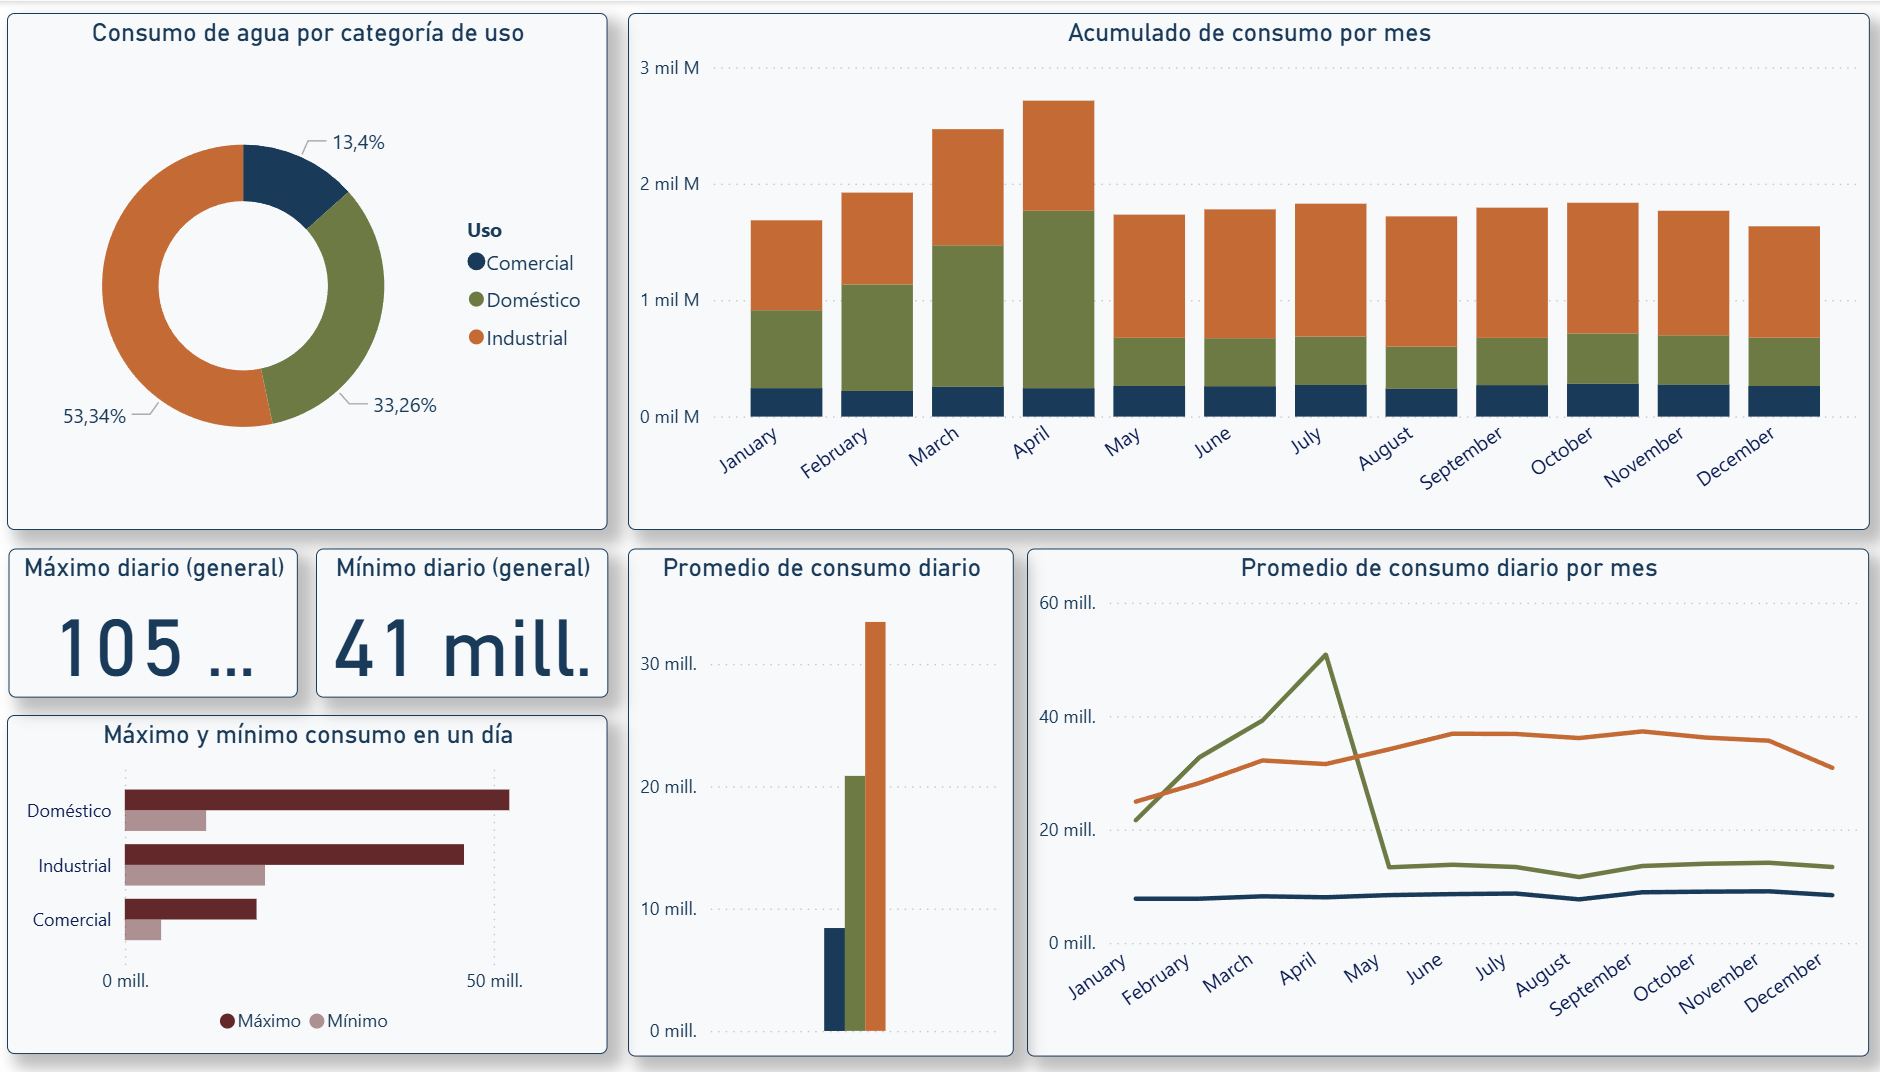 Consumo de agua por categoría de uso
13,4%
53,34%
33,26%
Uso
Comercial
Doméstico
Industrial
Acumulado de consumo por mes
3 mil M
2 mil M
1 mil M
0 mil M
January
February
March
April
May
June
July
August
September
October
November
December
Máximo diario (general)
105 ...
Mínimo diario (general)
41 mill.
Máximo y mínimo consumo en un día
Doméstico
Industrial
Comercial
0 mill.
50 mill.
Máximo
Mínimo
Promedio de consumo diario
30 mill.
20 mill.
10 mill.
0 mill.
Promedio de consumo diario por mes
60 mill.
40 mill.
20 mill.
0 mill.
January
February
March
April
May
June
July
August
September
October
November
December